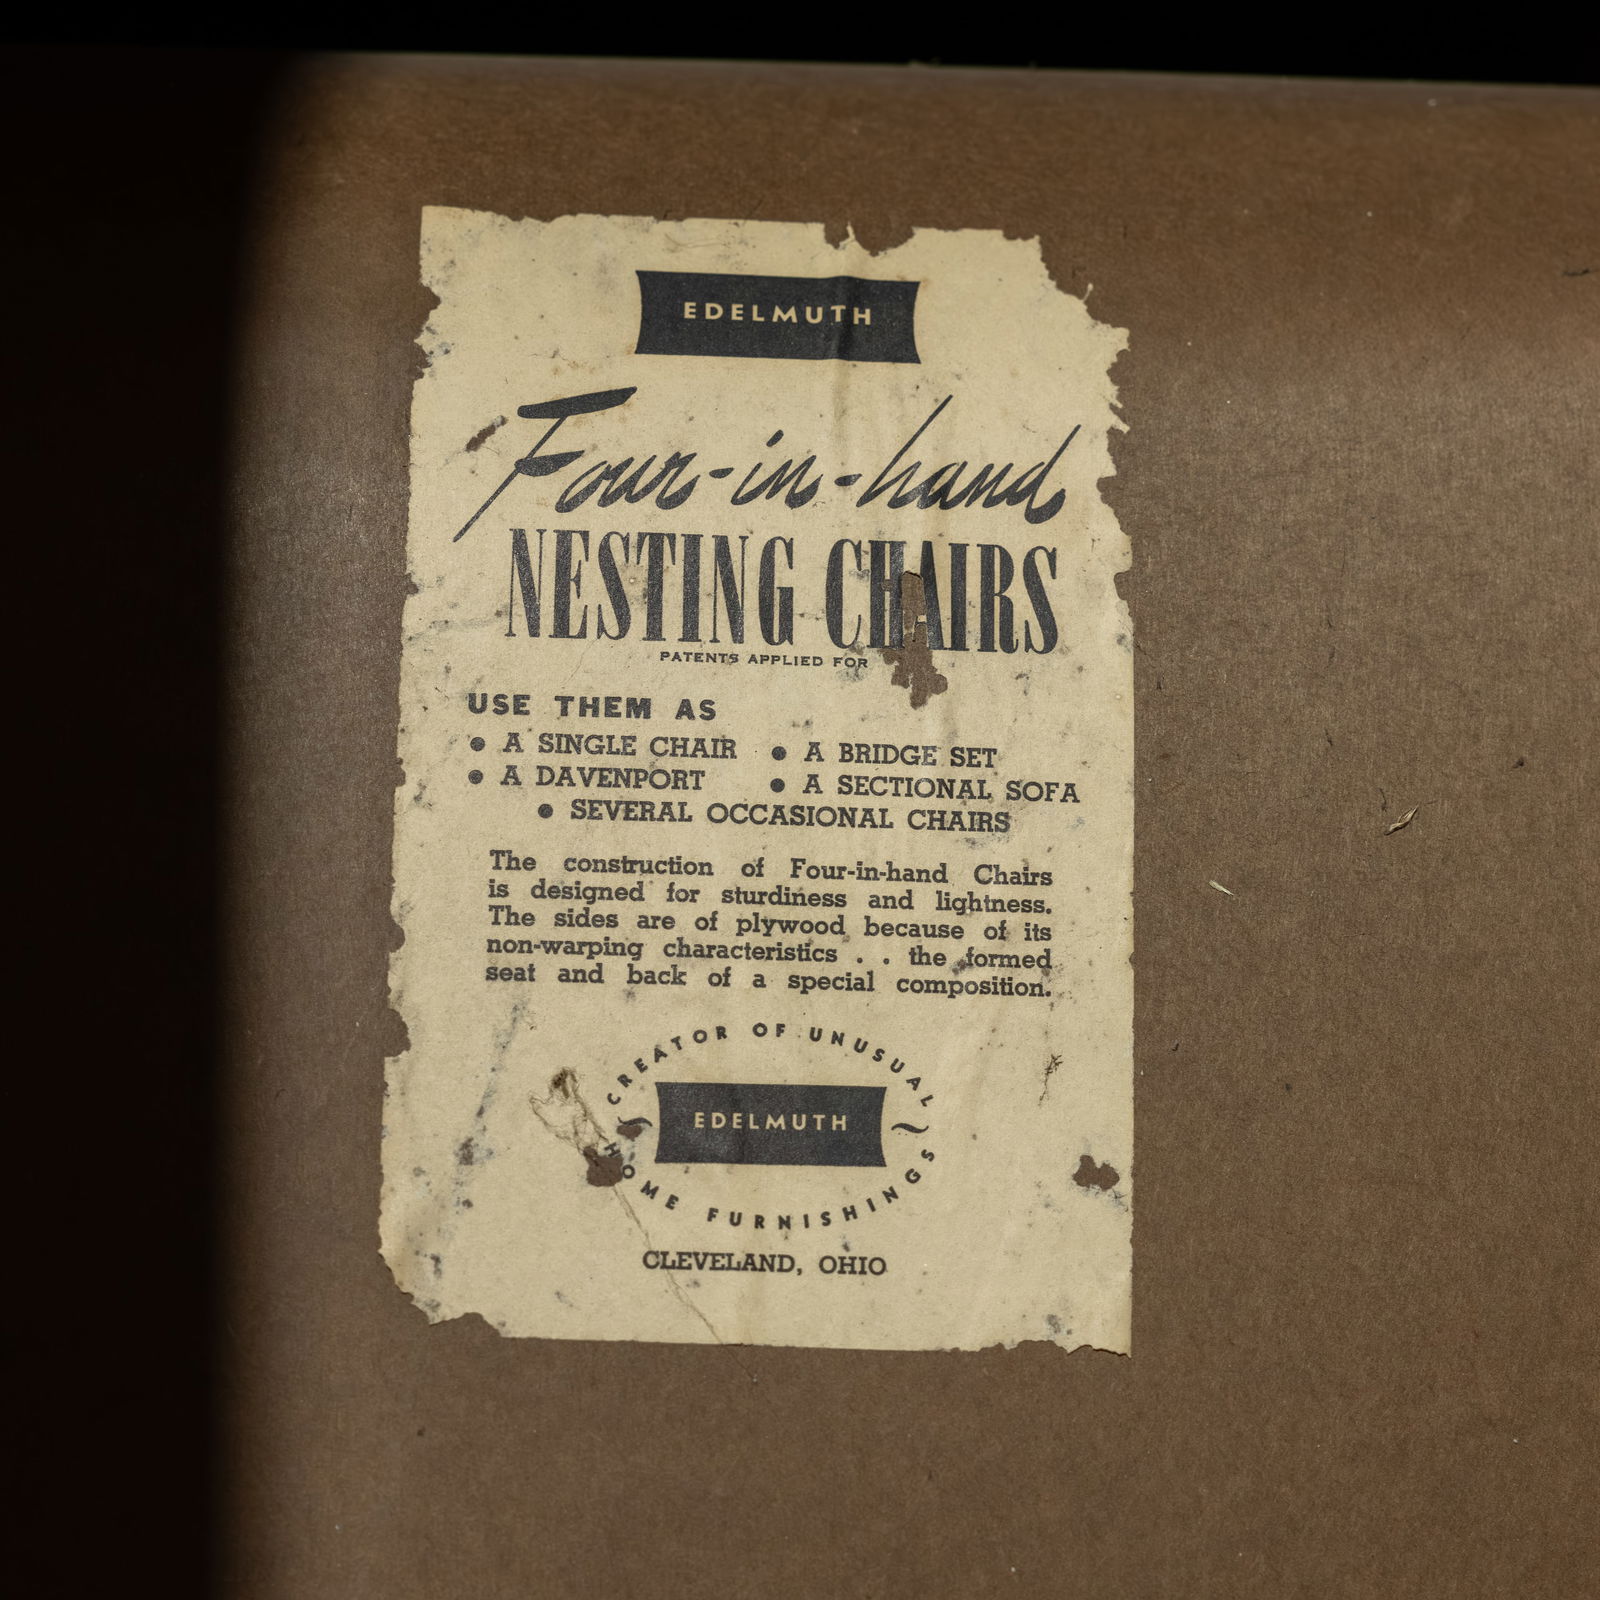 EDELMUTH
Four-in-hand
NESTING CHAIRS
PATENTS APPLIED FOR
USE THEM AS
• A SINGLE CHAIR • A BRIDGE SET
• A DAVENPORT • A SECTIONAL SOFA
• SEVERAL OCCASIONAL CHAIRS
The construction of Four-in-hand Chairs
is designed for sturdiness and lightness.
The sides are of plywood because of its
non-warping characteristics . . the formed
seat and back of a special composition.
CREATOR OF UNUSUAL
EDELMUTH
HOME FURNISHINGS
CLEVELAND, OHIO